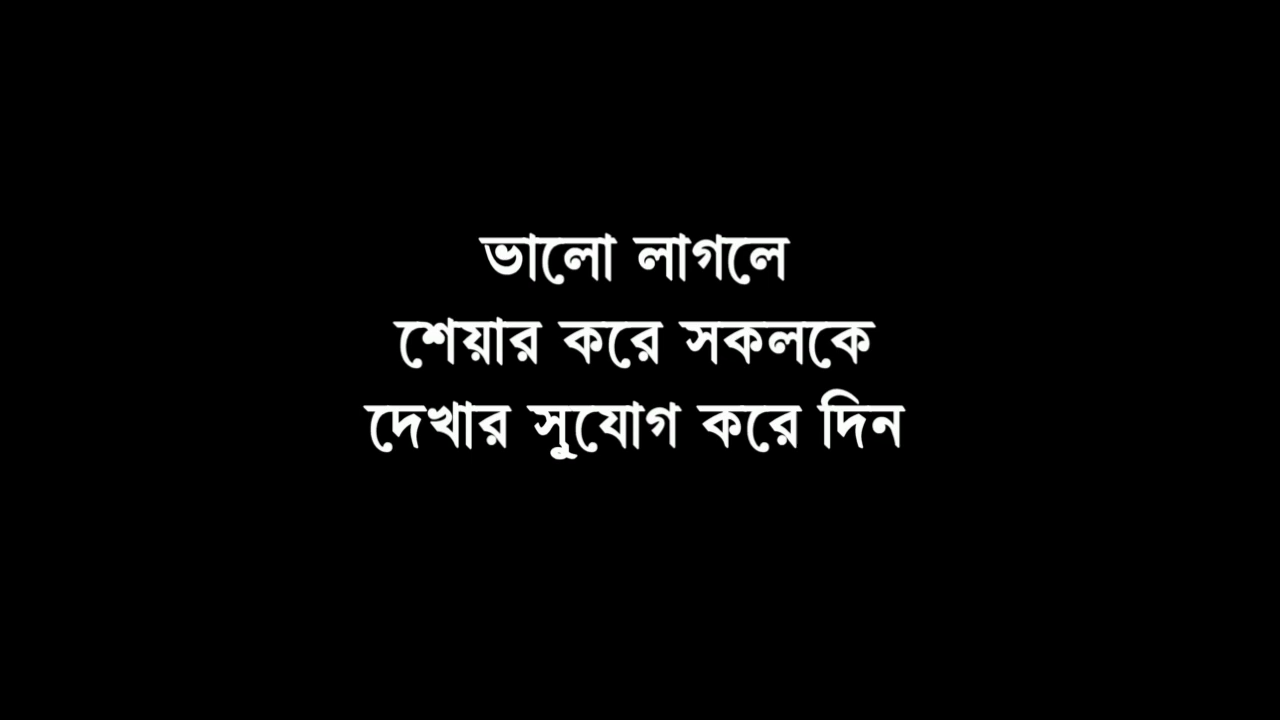 ভালো লাগলে
শেয়ার করে সকলকে
দেখার সুযোগ করে দিন